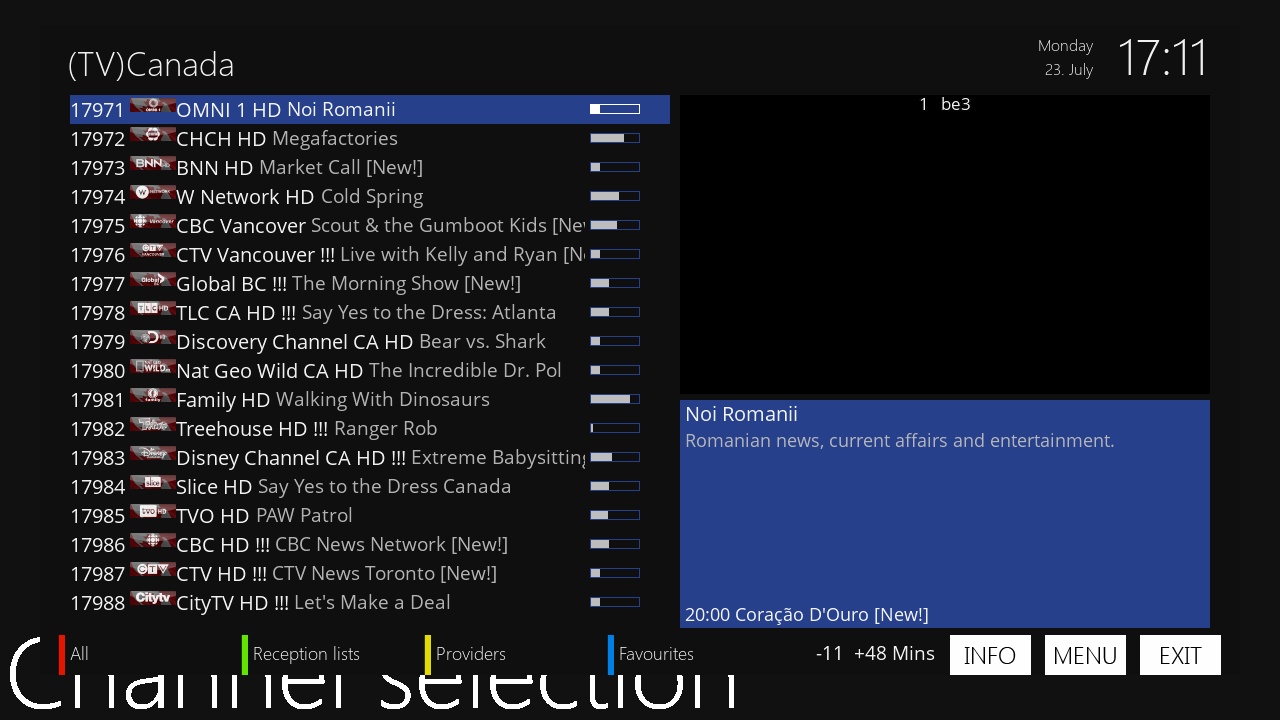 (TV)Canada
Monday
23. July
17:11
17971 OMNI 1 HD Noi Romanii
17972 CHCH HD Megafactories
17973 BNN HD Market Call [New!]
17974 W Network HD Cold Spring
17975 CBC Vancover Scout & the Gumboot Kids [Ne
17976 CTV Vancouver !!! Live with Kelly and Ryan [N
17977 Global BC !!! The Morning Show [New!]
17978 TLC CA HD !!! Say Yes to the Dress: Atlanta
17979 Discovery Channel CA HD Bear vs. Shark
17980 Nat Geo Wild CA HD The Incredible Dr. Pol
17981 Family HD Walking With Dinosaurs
17982 Treehouse HD !!! Ranger Rob
17983 Disney Channel CA HD !!! Extreme Babysitting
17984 Slice HD Say Yes to the Dress Canada
17985 TVO HD PAW Patrol
17986 CBC HD !!! CBC News Network [New!]
17987 CTV HD !!! CTV News Toronto [New!]
17988 Citytv CityTV HD !!! Let's Make a Deal
1 be3
Noi Romanii
Romanian news, current affairs and entertainment.
20:00 Coração D'Ouro [New!]
All Reception lists Providers Favourites -11 +48 Mins INFO MENU EXIT
Channel selection